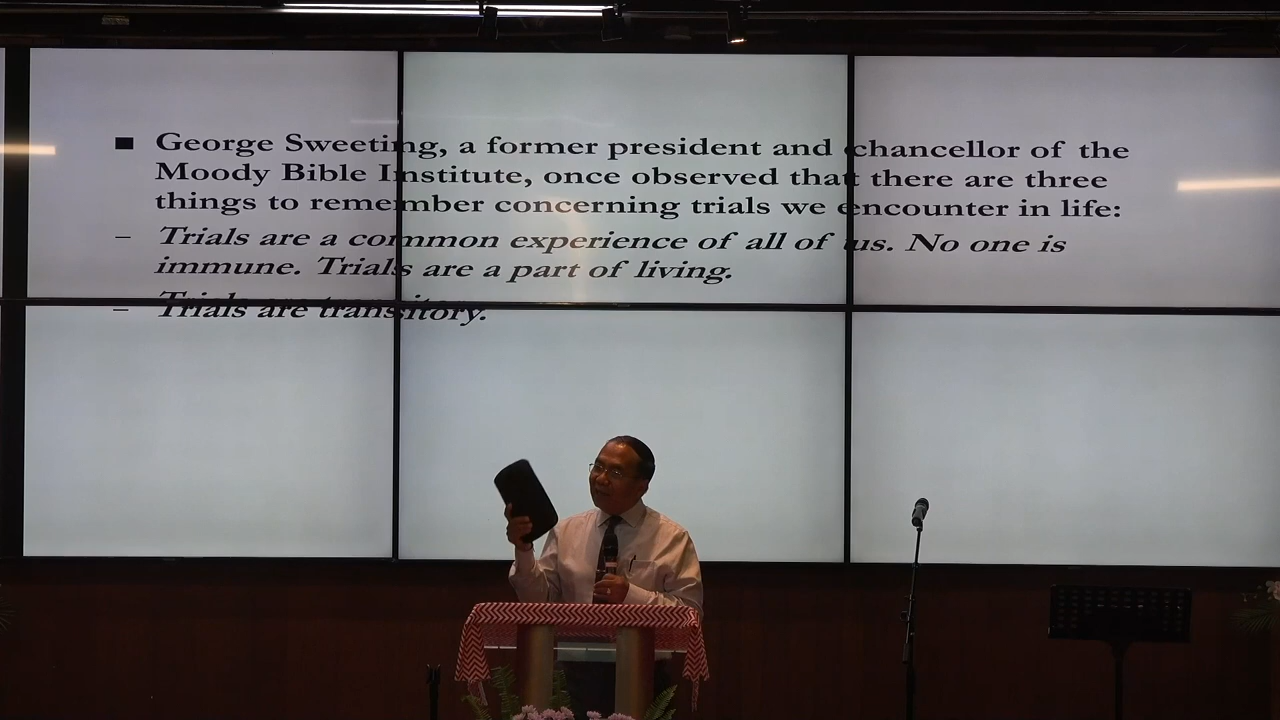 ■ George Sweeting, a former president and chancellor of the
Moody Bible Institute, once observed that there are three
things to remember concerning trials we encounter in life:
– Trials are a common experience of all of us. No one is
immune. Trials are a part of living.
– Trials are transitory.